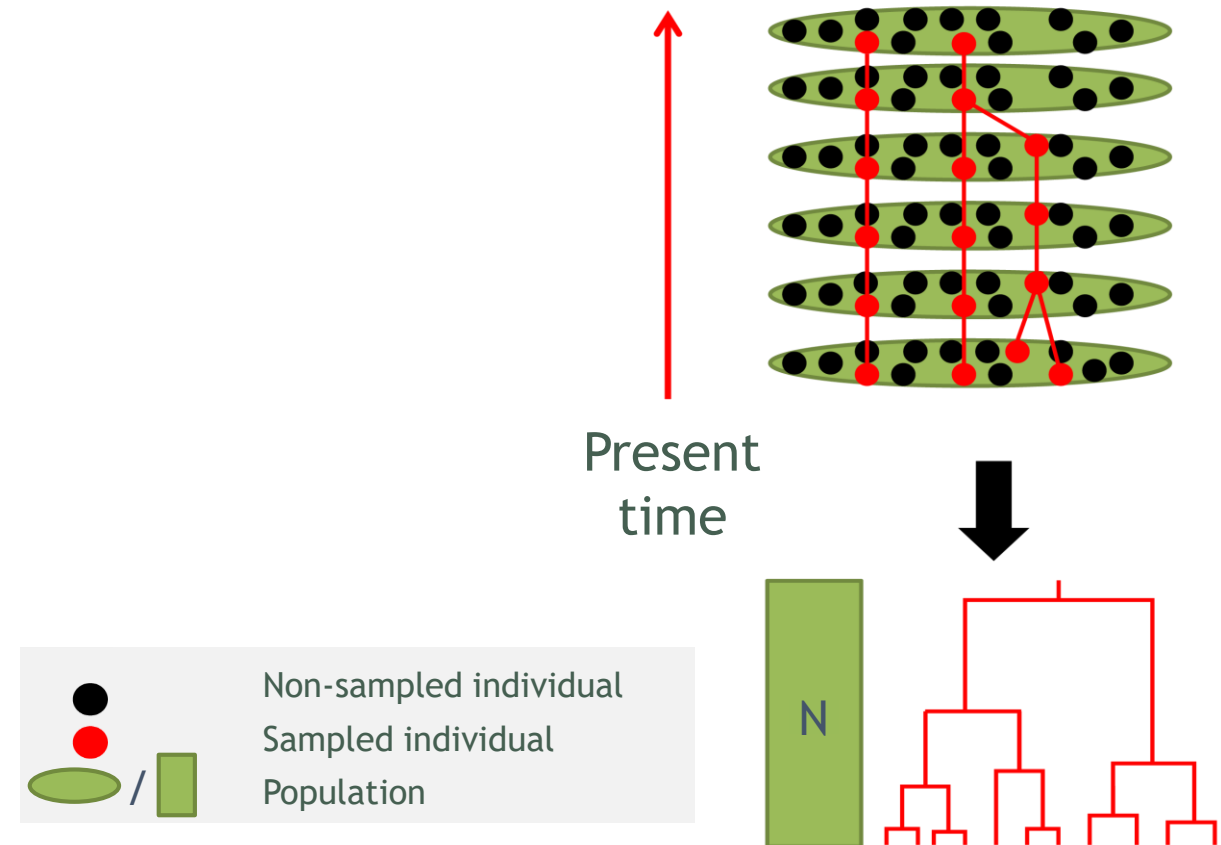 Present
time
Non-sampled individual
Sampled individual
/ Population
N